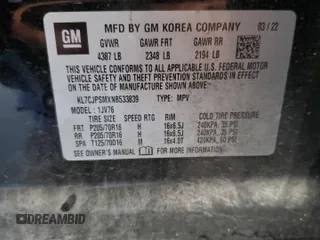 GM
MFD BY GM KOREA COMPANY 03/22
GVWR GAWR FRT GAWR RR
4387 LB 2348 LB 2194 LB
THIS VEHICLE CONFORMS TO ALL APPLICABLE U.S. FEDERAL MOTOR
VEHICLE SAFETY AND THEFT PREVENTION STANDARDS IN EFFECT ON THE
DATE OF MANUFACTURE SHOWN ABOVE.
KL7CJPSMXNB533839 TYPE: MPV
MODEL: 1JV76
TIRE SIZE SPEED RTG RIM COLD TIRE PRESSURE
FRT P205/70R16 H 16x6.5J 240KPA, 35 PSI
RR P205/70R16 H 16x6.5J 240KPA, 35 PSI
SPA T125/70D16 M 16x4.0T 420KPA, 60 PSI
SEE OWNER'S MANUAL FOR ADDITIONAL INFORMATION
DREAMBID